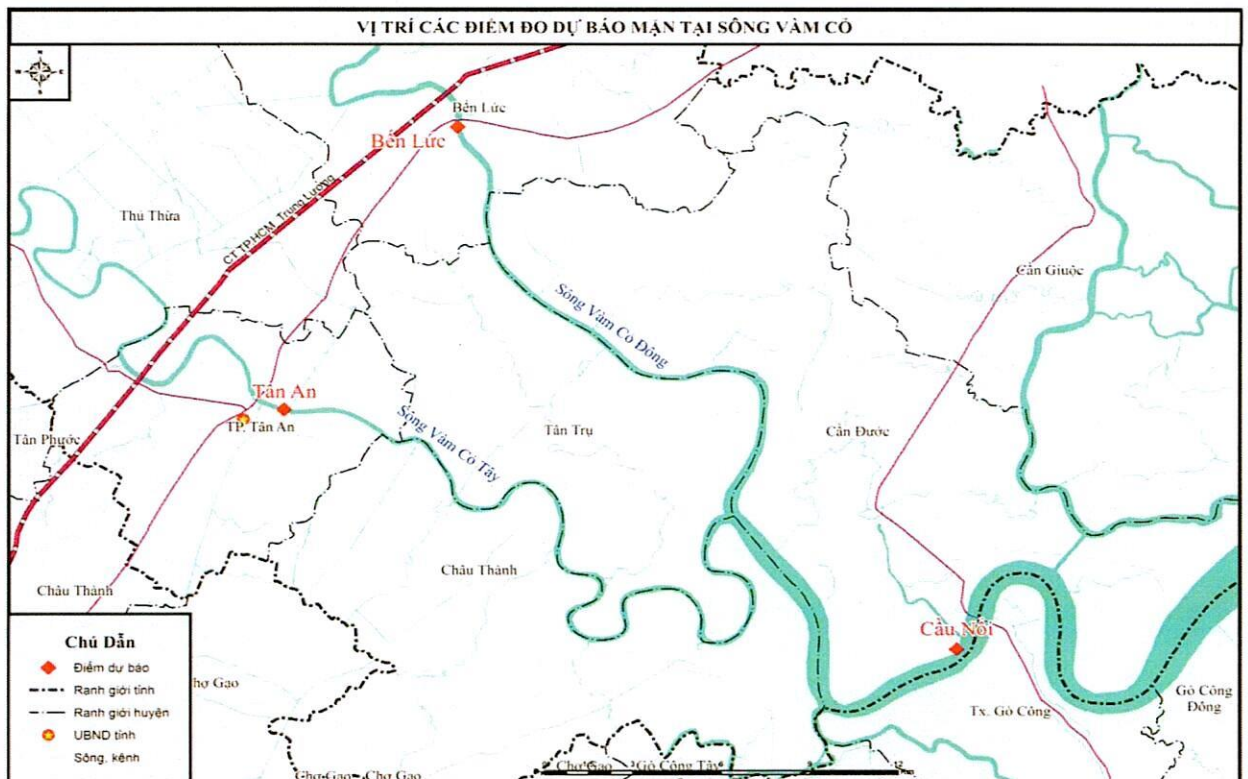 VỊ TRÍ CÁC ĐIỂM ĐO DỰ BÁO MẶN TẠI SÔNG VÀM CỎ
Bến Lức
Bến Lức
CT TP.HCM_Trung Lương
Thủ Thừa
Cần Giuộc
Sông Vàm Cỏ Đông
Tân An
TP. Tân An
Tân Phước
Sông Vàm Cỏ Tây
Tân Trụ
Cần Đước
Châu Thành
Châu Thành
Cầu Nổi
Chú Dẫn
Điểm dự báo
Ranh giới tỉnh
Ranh giới huyện
UBND tỉnh
Sông, kênh
hợ Gạo
Gò Công
Đông
Tx. Gò Công
Chợ Gạo
Chợ Gạo
Chợ Gạo
Gò Công Tây